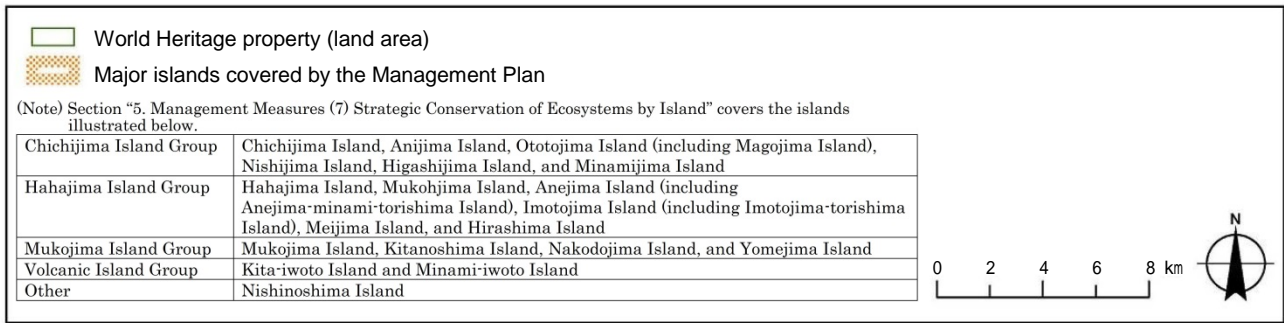 World Heritage property (land area)
Major islands covered by the Management Plan
(Note) Section “5. Management Measures (7) Strategic Conservation of Ecosystems by Island” covers the islands
illustrated below.
Chichijima Island Group
Chichijima Island, Anijima Island, Ototojima Island (including Magojima Island),
Nishijima Island, Higashijima Island, and Minamijima Island
Hahajima Island Group
Hahajima Island, Mukohjima Island, Anejima Island (including
Anejima-minami-torishima Island), Imotojima Island (including Imotojima-torishima
Island), Meijima Island, and Hirashima Island
Mukojima Island Group
Mukojima Island, Kitanoshima Island, Nakodojima Island, and Yomejima Island
Volcanic Island Group
Kita-iwoto Island and Minami-iwoto Island
Other
Nishinoshima Island
0 2 4 6 8 km
N